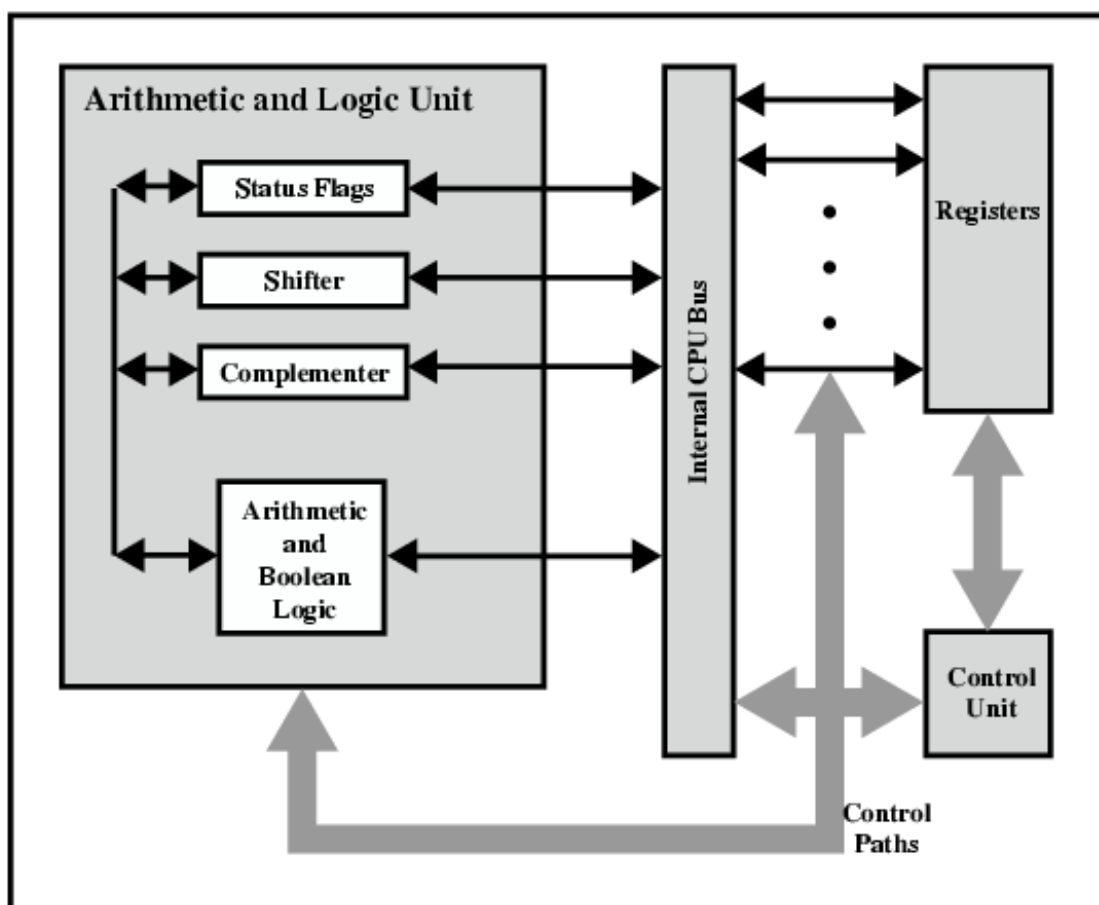 Arithmetic and Logic Unit
Status Flags
Shifter
Complementer
Arithmetic
and
Boolean
Logic
Internal CPU Bus
Registers
Control
Unit
Control
Paths